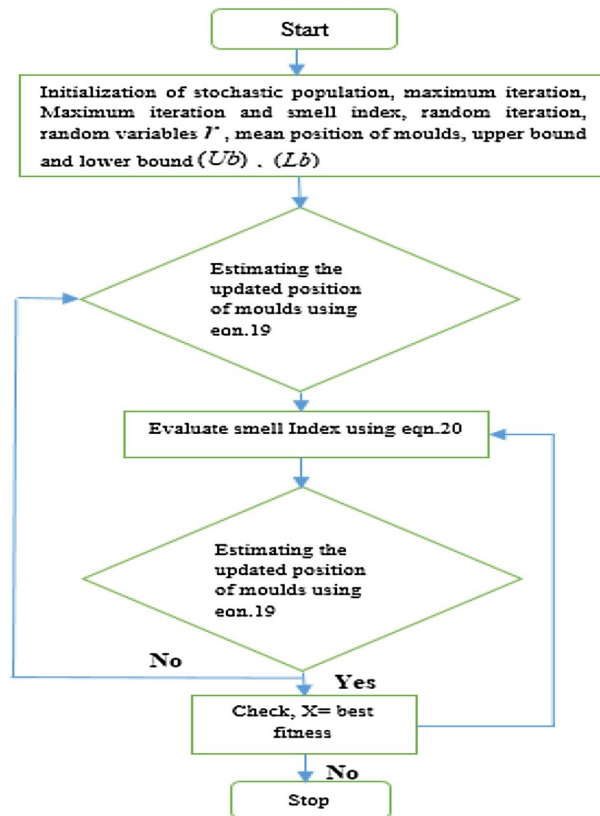 Start
Initialization of stochastic population, maximum iteration,
Maximum iteration and smell index, random iteration,
random variables r , mean position of moulds, upper bound
and lower bound (Ub) . (Lb)
Estimating the
updated position
of moulds using
eqn.19
Evaluate smell Index using eqn.20
Estimating the
updated position
of moulds using
eqn.19
No
Yes
Check, X= best
fitness
No
Stop